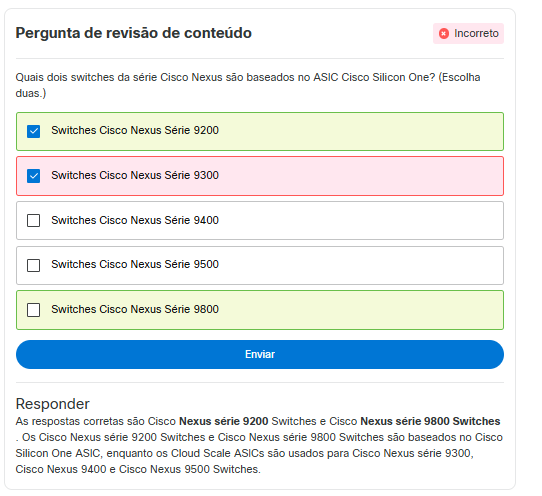 Pergunta de revisão de conteúdo
Incorreto
Quais dois switches da série Cisco Nexus são baseados no ASIC Cisco Silicon One? (Escolha
duas.)
Switches Cisco Nexus Série 9200
Switches Cisco Nexus Série 9300
Switches Cisco Nexus Série 9400
Switches Cisco Nexus Série 9500
Switches Cisco Nexus Série 9800
Enviar
Responder
As respostas corretas são Cisco Nexus série 9200 Switches e Cisco Nexus série 9800 Switches
. Os Cisco Nexus série 9200 Switches e Cisco Nexus série 9800 Switches são baseados no Cisco
Silicon One ASIC, enquanto os Cloud Scale ASICs são usados para Cisco Nexus série 9300,
Cisco Nexus 9400 e Cisco Nexus 9500 Switches.